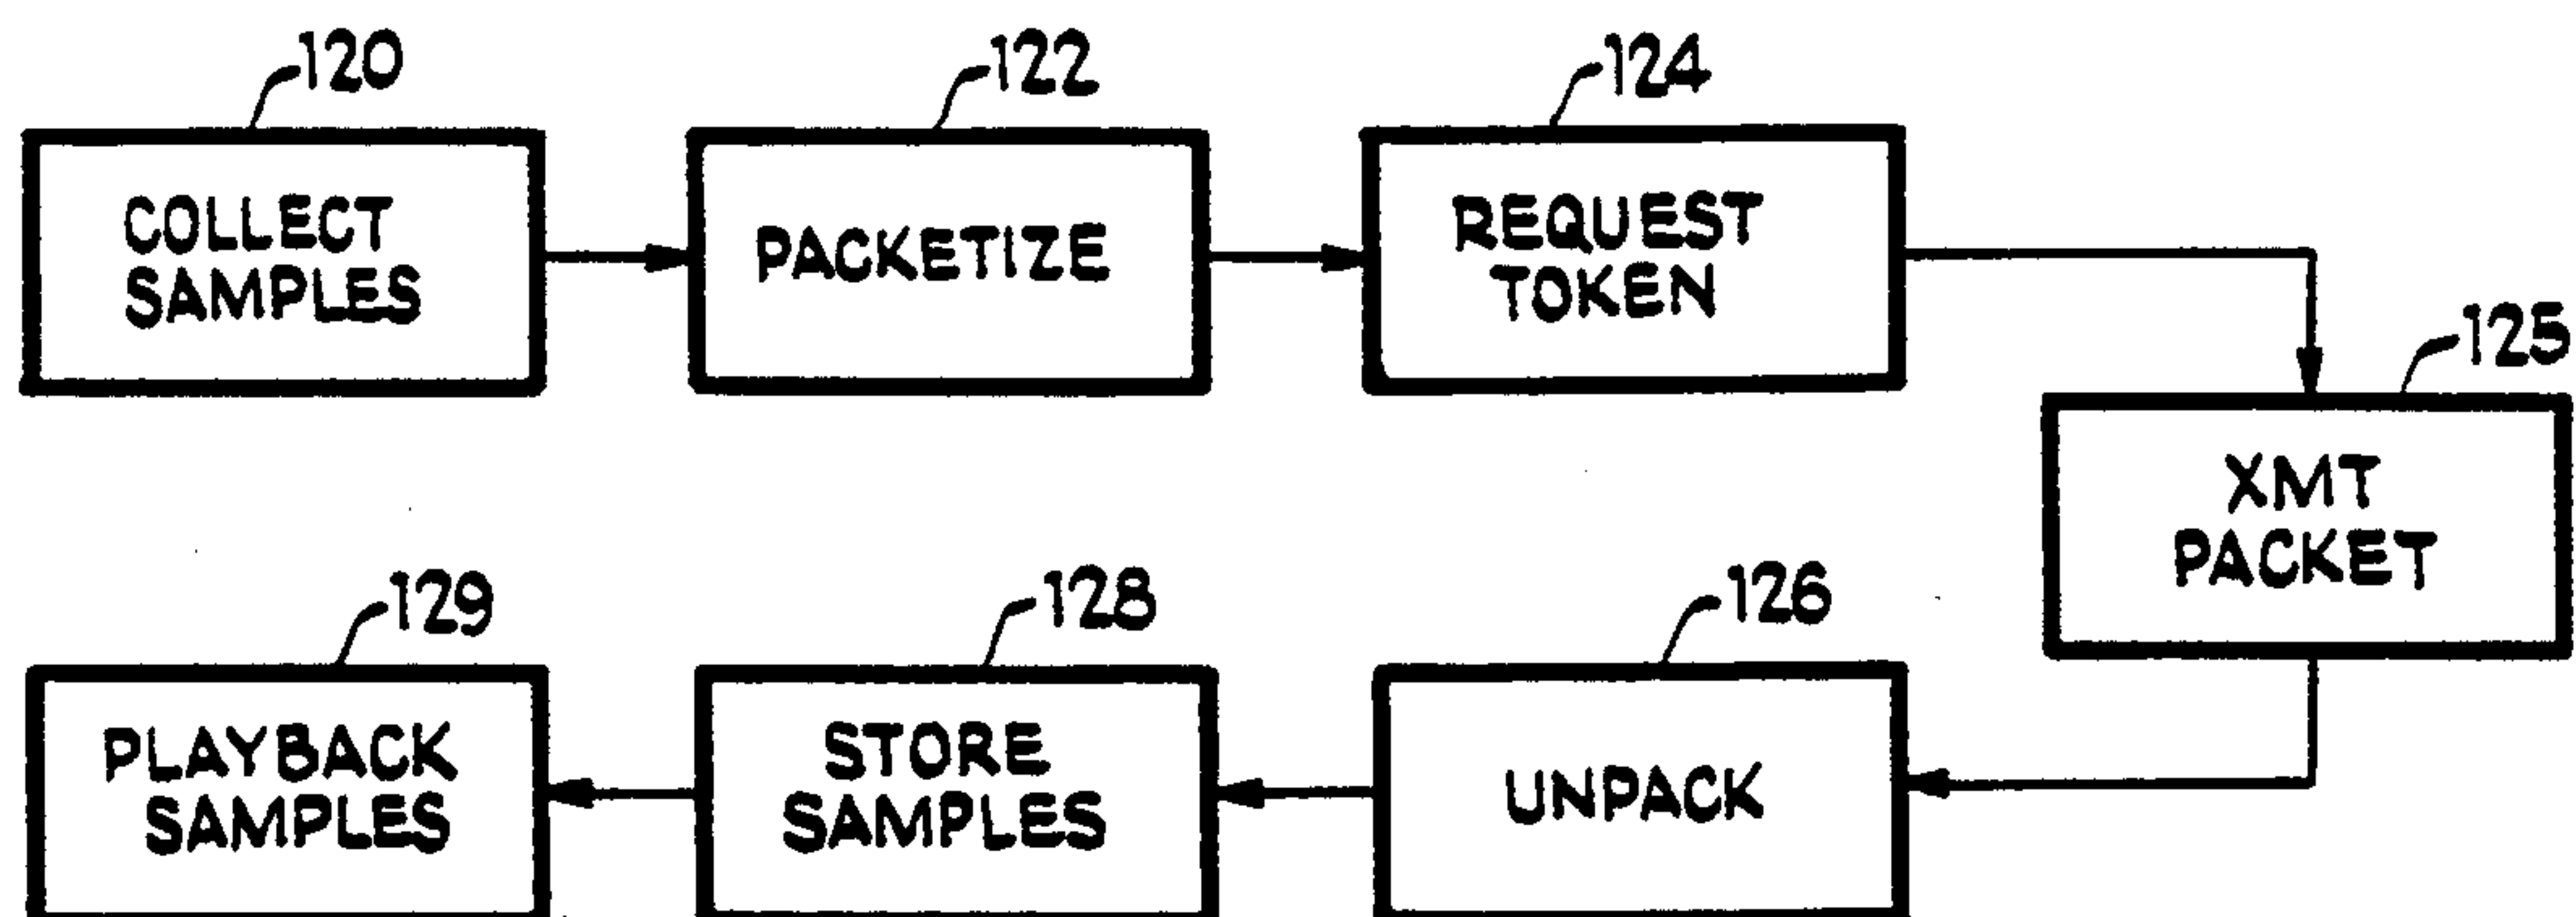 120
COLLECT
SAMPLES
122
PACKETIZE
124
REQUEST
TOKEN
125
XMT
PACKET
126
UNPACK
128
STORE
SAMPLES
129
PLAYBACK
SAMPLES